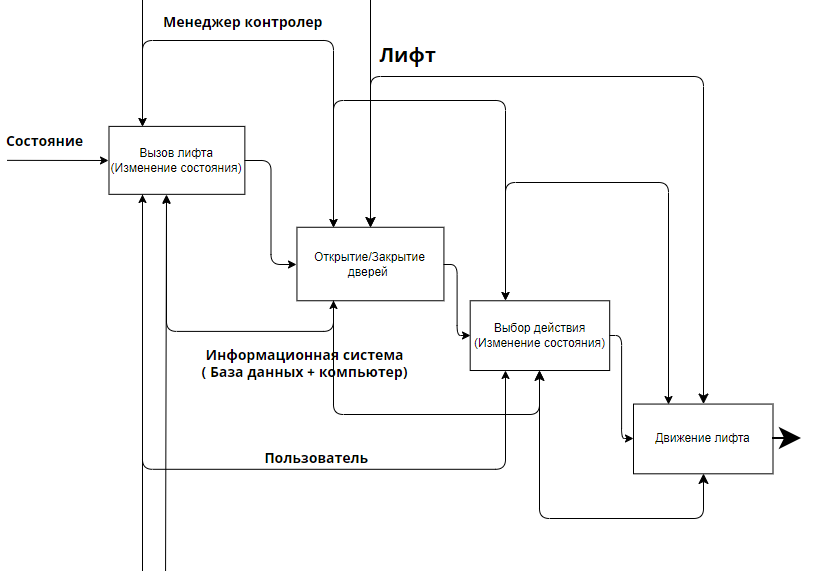 Менеджер контролер
Лифт
Состояние
Вызов лифта
(Изменение состояния)
Открытие/Закрытие
дверей
Выбор действия
(Изменение состояния)
Информационная система
( База данных + компьютер)
Движение лифта
Пользователь